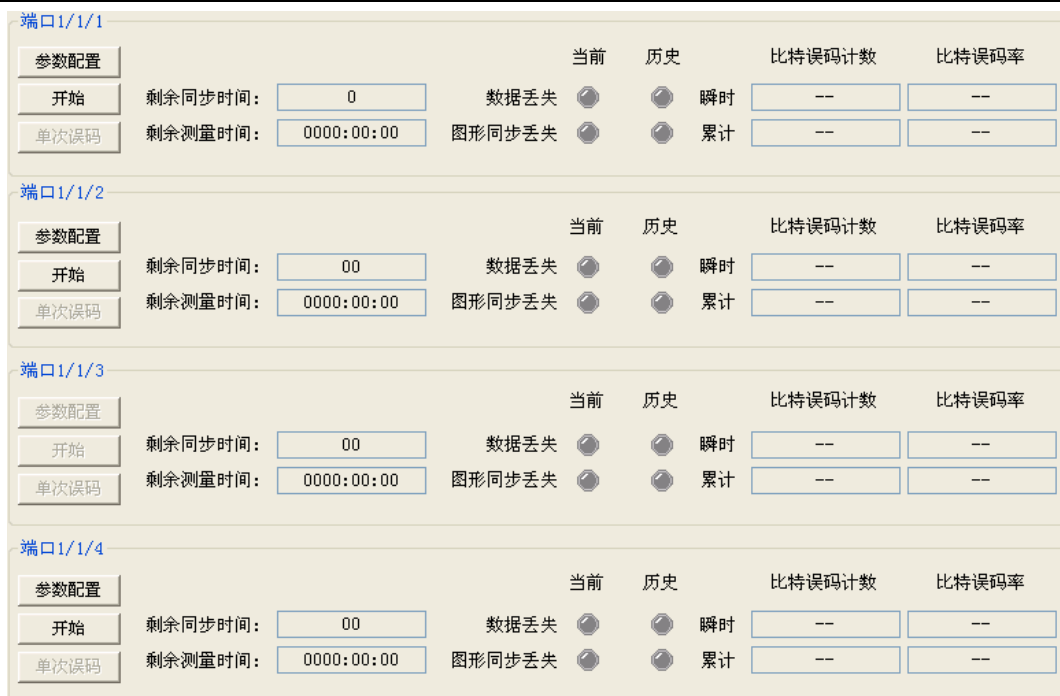 端口1/1/1
当前 历史 比特误码计数 比特误码率
参数配置
开始 剩余同步时间: 0 数据丢失 瞬时 -- --
单次误码 剩余测量时间: 0000:00:00 图形同步丢失 累计 -- --
端口1/1/2
当前 历史 比特误码计数 比特误码率
参数配置
开始 剩余同步时间: 00 数据丢失 瞬时 -- --
单次误码 剩余测量时间: 0000:00:00 图形同步丢失 累计 -- --
端口1/1/3
当前 历史 比特误码计数 比特误码率
参数配置
开始 剩余同步时间: 00 数据丢失 瞬时 -- --
单次误码 剩余测量时间: 0000:00:00 图形同步丢失 累计 -- --
端口1/1/4
当前 历史 比特误码计数 比特误码率
参数配置
开始 剩余同步时间: 00 数据丢失 瞬时 -- --
单次误码 剩余测量时间: 0000:00:00 图形同步丢失 累计 -- --